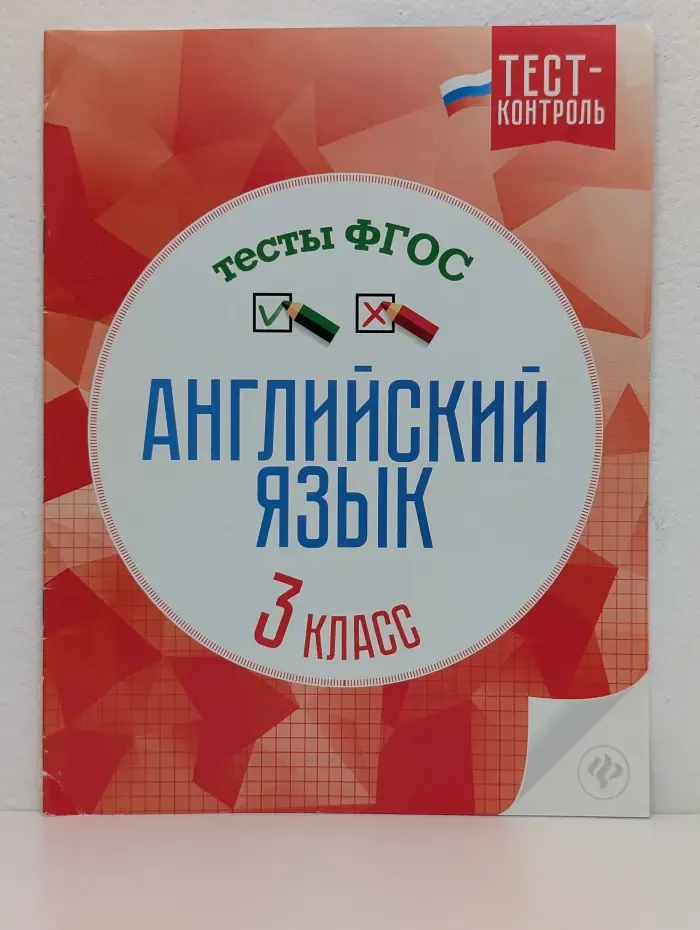 ТЕСТ-
КОНТРОЛЬ
тесты ФГОС
АНГЛИЙСКИЙ
ЯЗЫК
3 КЛАСС